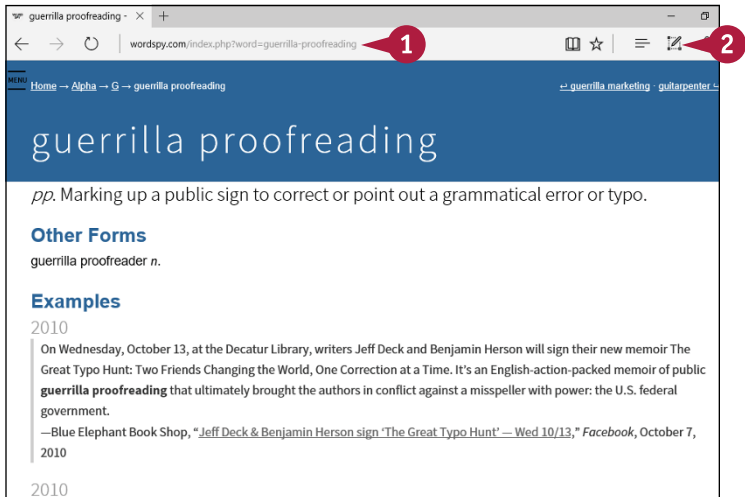 guerrilla proofreading -
wordspy.com/index.php?word=guerrilla-proofreading
1
2
MENU
Home → Alpha → G → guerrilla proofreading
↩ guerrilla marketing · guitarpenter ↪
guerrilla proofreading
pp. Marking up a public sign to correct or point out a grammatical error or typo.
Other Forms
guerrilla proofreader n.
Examples
2010
On Wednesday, October 13, at the Decatur Library, writers Jeff Deck and Benjamin Herson will sign their new memoir The
Great Typo Hunt: Two Friends Changing the World, One Correction at a Time. It’s an English-action-packed memoir of public
guerrilla proofreading that ultimately brought the authors in conflict against a misspeller with power: the U.S. federal
government.
—Blue Elephant Book Shop, “Jeff Deck & Benjamin Herson sign ‘The Great Typo Hunt’ — Wed 10/13,” Facebook, October 7,
2010
2010